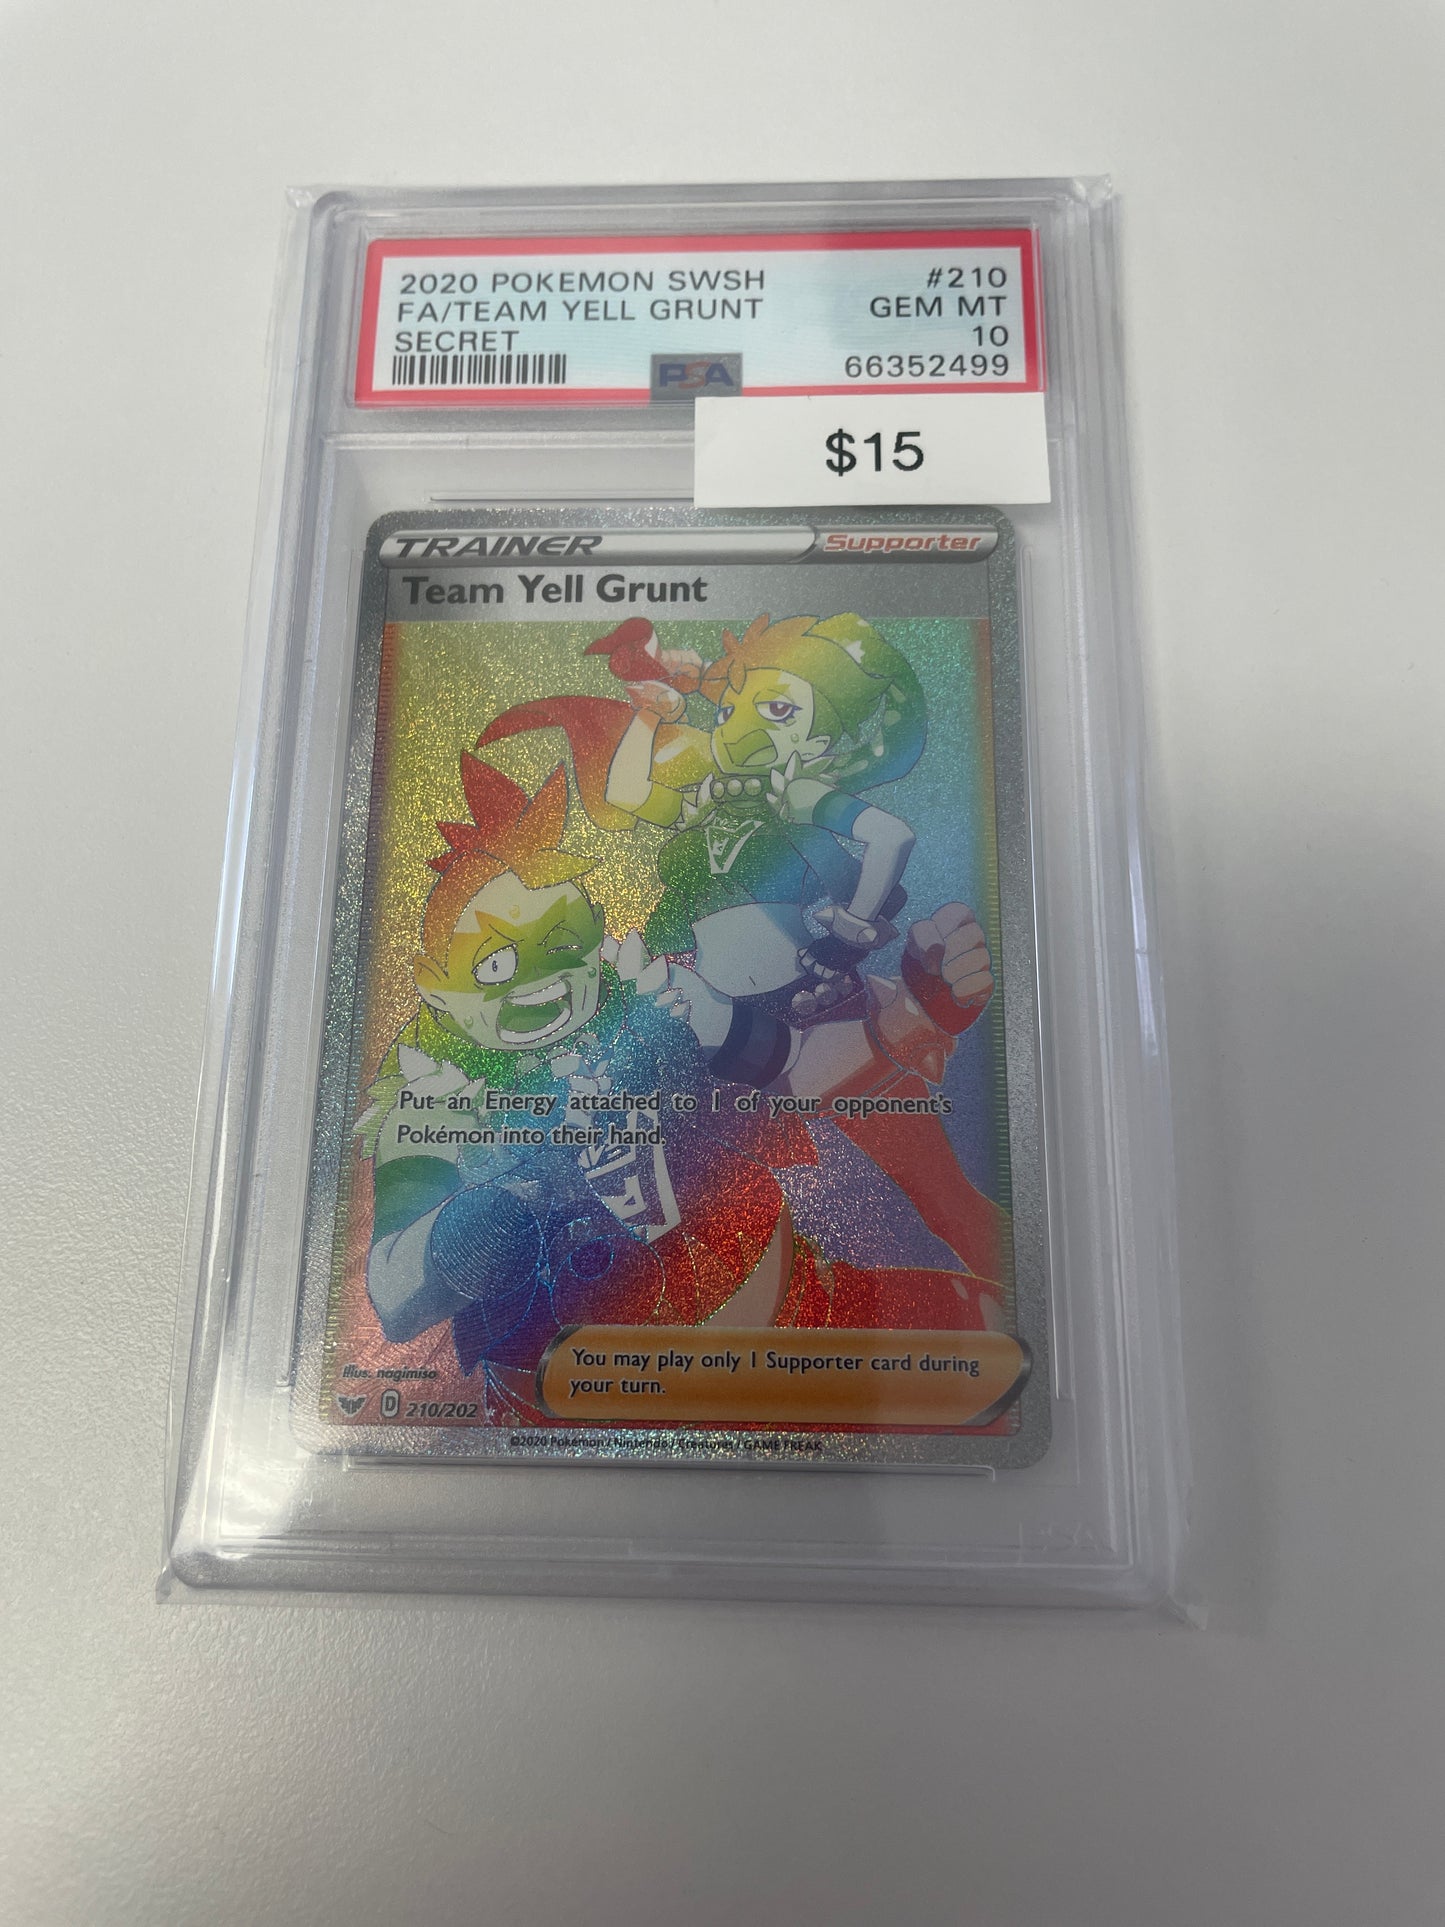 2020 POKEMON SWSH #210
FA/TEAM YELL GRUNT GEM MT
SECRET 10
PSA 66352499
$15
TRAINER Supporter
Team Yell Grunt
Put an Energy attached to 1 of your opponent's
Pokémon into their hand.
You may play only 1 Supporter card during
your turn.
Illus. nagimiso
D 210/202
©2020 Pokémon / Nintendo / Creatures / GAME FREAK
PSA